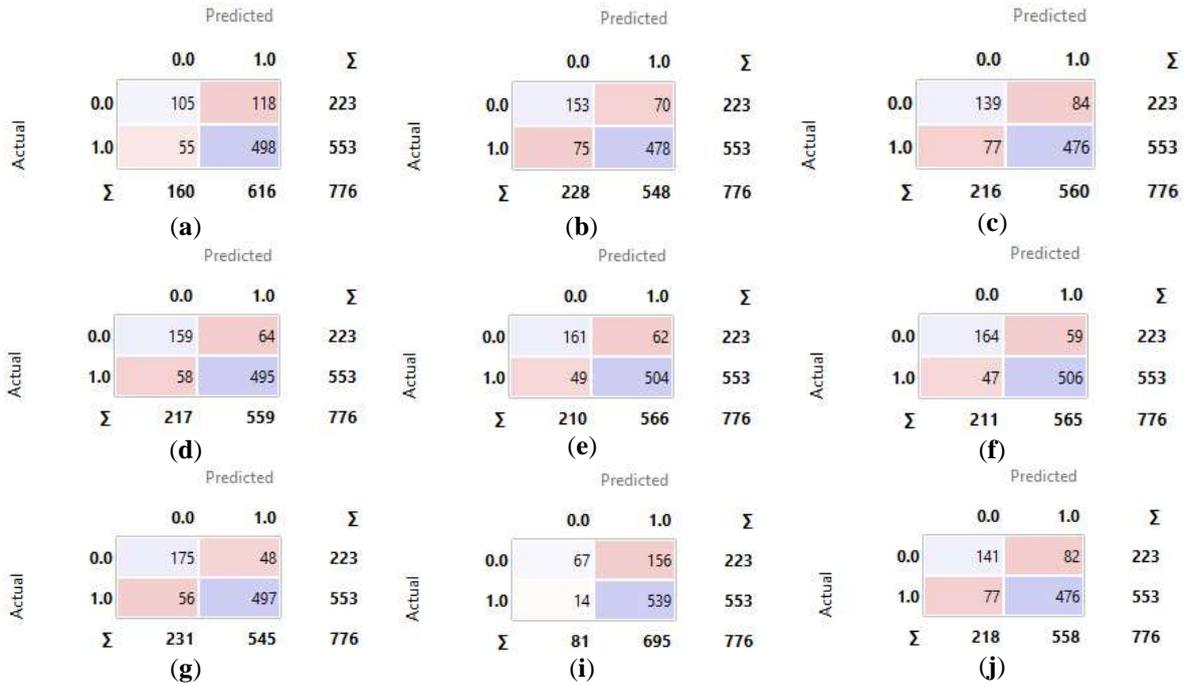 Predicted Predicted Predicted
0.0 1.0 Σ 0.0 1.0 Σ 0.0 1.0 Σ
0.0 105 118 223 0.0 153 70 223 0.0 139 84 223
Actual Actual Actual
1.0 55 498 553 1.0 75 478 553 1.0 77 476 553
Σ 160 616 776 Σ 228 548 776 Σ 216 560 776
(a) (b) (c)
Predicted Predicted Predicted
0.0 1.0 Σ 0.0 1.0 Σ 0.0 1.0 Σ
0.0 159 64 223 0.0 161 62 223 0.0 164 59 223
Actual Actual Actual
1.0 58 495 553 1.0 49 504 553 1.0 47 506 553
Σ 217 559 776 Σ 210 566 776 Σ 211 565 776
(d) (e) (f)
Predicted Predicted Predicted
0.0 1.0 Σ 0.0 1.0 Σ 0.0 1.0 Σ
0.0 175 48 223 0.0 67 156 223 0.0 141 82 223
Actual Actual Actual
1.0 56 497 553 1.0 14 539 553 1.0 77 476 553
Σ 231 545 776 Σ 81 695 776 Σ 218 558 776
(g) (i) (j)